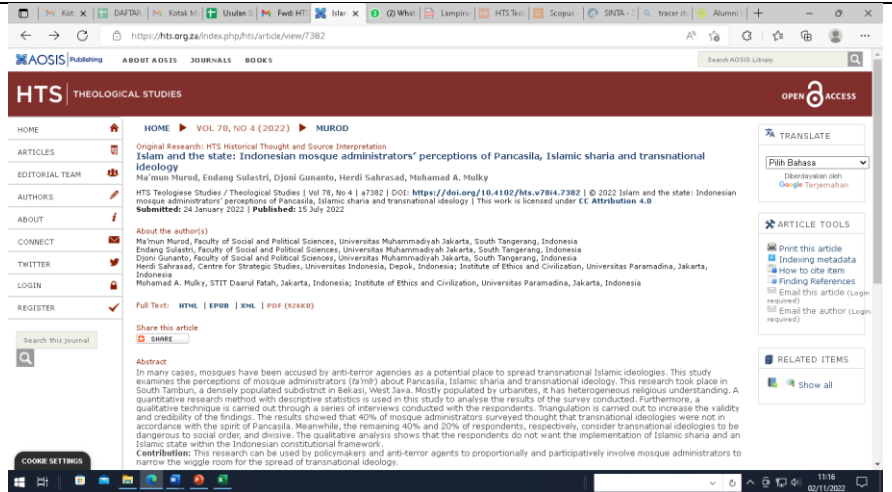 Kot
DAFTAR
Kotak M
Usulan S
Fwd: HT
Islam
(2) What
Lampira
HTS Teol
Scopus
SINTA - S
tracer st
Alumni
https://hts.org.za/index.php/hts/article/view/7382
AOSIS Publishing
ABOUT AOSIS JOURNALS BOOKS
Search AOSIS Library
HTS THEOLOGICAL STUDIES
OPEN ACCESS
HOME
ARTICLES
EDITORIAL TEAM
AUTHORS
ABOUT
CONNECT
TWITTER
LOGIN
REGISTER
Search this journal
HOME ▶ VOL 78, NO 4 (2022) ▶ MUROD
Original Research: HTS Historical Thought and Source Interpretation
Islam and the state: Indonesian mosque administrators’ perceptions of Pancasila, Islamic sharia and transnational
ideology
Ma’mun Murod, Endang Sulastri, Djoni Gunanto, Herdi Sahrasad, Mohamad A. Mulky
HTS Teologiese Studies / Theological Studies | Vol 78, No 4 | a7382 | DOI: https://doi.org/10.4102/hts.v78i4.7382 | © 2022 Islam and the state: Indonesian
mosque administrators’ perceptions of Pancasila, Islamic sharia and transnational ideology | This work is licensed under CC Attribution 4.0
Submitted: 24 January 2022 | Published: 15 July 2022
About the author(s)
Ma’mun Murod, Faculty of Social and Political Sciences, Universitas Muhammadiyah Jakarta, South Tangerang, Indonesia
Endang Sulastri, Faculty of Social and Political Sciences, Universitas Muhammadiyah Jakarta, South Tangerang, Indonesia
Djoni Gunanto, Faculty of Social and Political Sciences, Universitas Muhammadiyah Jakarta, South Tangerang, Indonesia
Herdi Sahrasad, Centre for Strategic Studies, Universitas Indonesia, Depok, Indonesia; Institute of Ethics and Civilization, Universitas Paramadina, Jakarta,
Indonesia
Mohamad A. Mulky, STIT Daarul Fatah, Jakarta, Indonesia; Institute of Ethics and Civilization, Universitas Paramadina, Jakarta, Indonesia
Full Text: HTML | EPUB | XML | PDF (926KB)
Share this article
SHARE
Abstract
In many cases, mosques have been accused by anti-terror agencies as a potential place to spread transnational Islamic ideologies. This study
examines the perceptions of mosque administrators (ta’mīr) about Pancasila, Islamic sharia and transnational ideology. This research took place in
South Tambun, a densely populated subdistrict in Bekasi, West Java. Mostly populated by urbanites, it has heterogeneous religious understanding. A
quantitative research method with descriptive statistics is used in this study to analyse the results of the survey conducted. Furthermore, a
qualitative technique is carried out through a series of interviews conducted with the respondents. Triangulation is carried out to increase the validity
and credibility of the findings. The results showed that 40% of mosque administrators surveyed thought that transnational ideologies were not in
accordance with the spirit of Pancasila. Meanwhile, the remaining 40% and 20% of respondents, respectively, consider transnational ideologies to be
dangerous to social order, and divisive. The qualitative analysis shows that the respondents do not want the implementation of Islamic sharia and an
Islamic state within the Indonesian constitutional framework.
Contribution: This research can be used by policymakers and anti-terror agents to proportionally and participatively involve mosque administrators to
narrow the wiggle room for the spread of transnational ideology.
TRANSLATE
Pilih Bahasa
Diberdayakan oleh
Google Terjemahan
ARTICLE TOOLS
Print this article
Indexing metadata
How to cite item
Finding References
Email this article (Login
required)
Email the author (Login
required)
RELATED ITEMS
Show all
COOKIE SETTINGS
11:16
02/11/2022